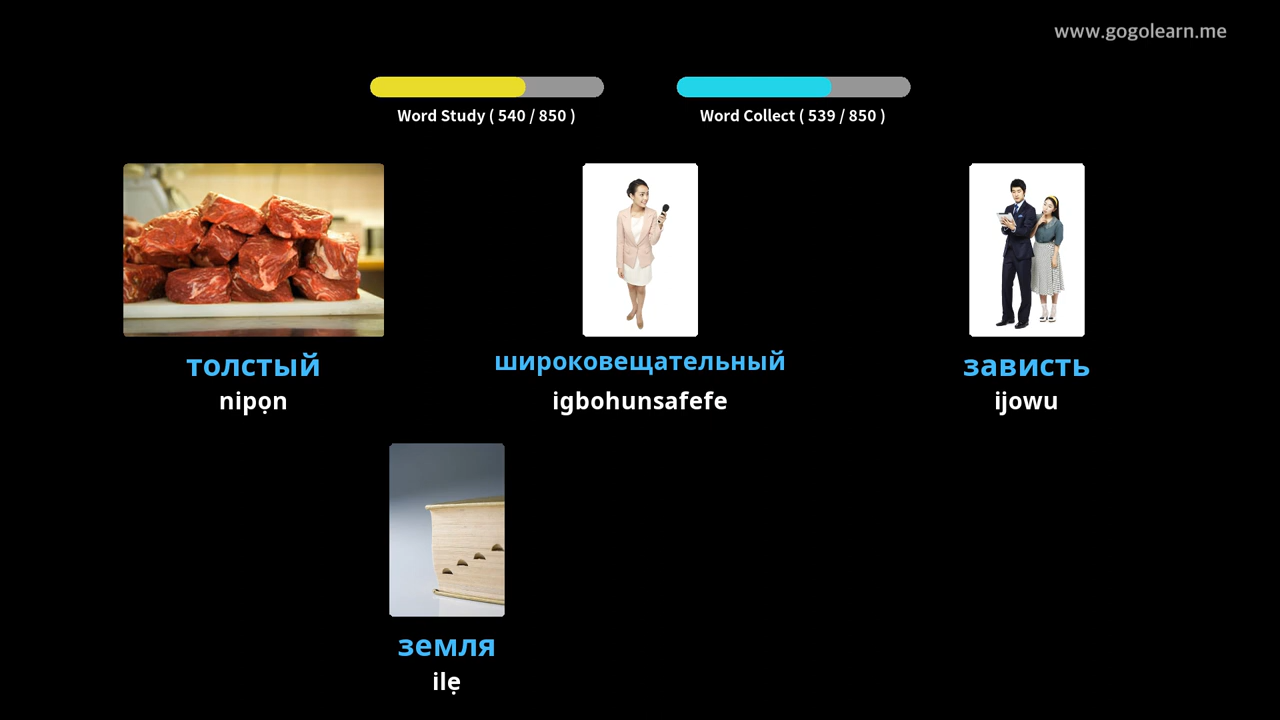 www.gogolearn.me
Word Study ( 540 / 850 )
Word Collect ( 539 / 850 )
толстый
nipọn
широковещательный
igbohunsafefe
зависть
ijowu
земля
ilẹ